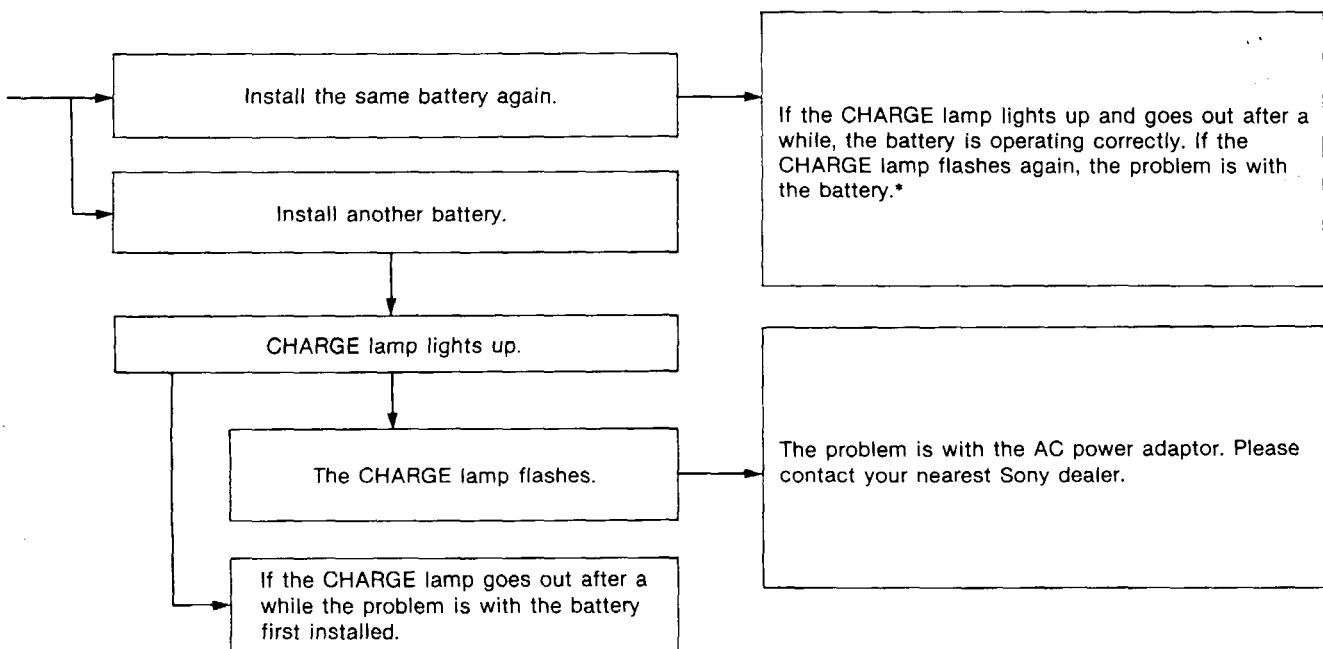 Install the same battery again.
If the CHARGE lamp lights up and goes out after a
while, the battery is operating correctly. If the
CHARGE lamp flashes again, the problem is with
the battery.*
Install another battery.
CHARGE lamp lights up.
The CHARGE lamp flashes.
The problem is with the AC power adaptor. Please
contact your nearest Sony dealer.
If the CHARGE lamp goes out after a
while the problem is with the battery
first installed.